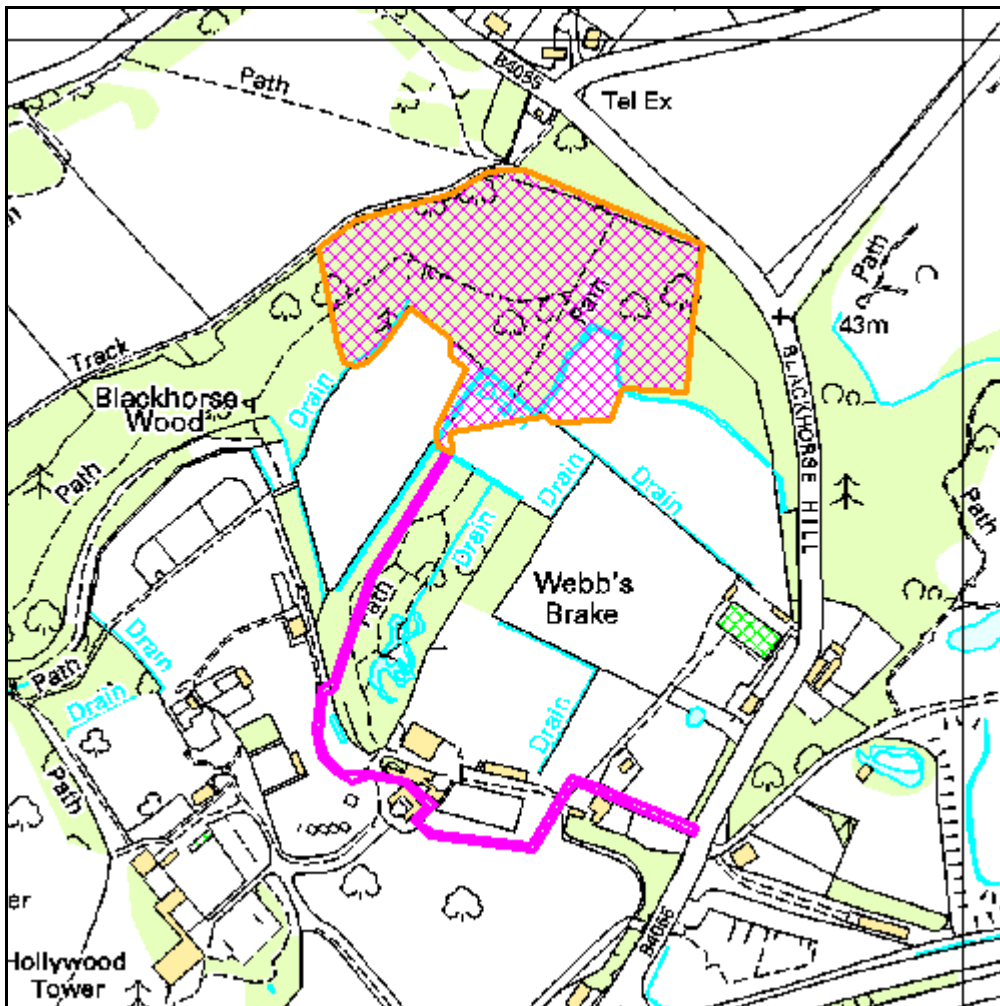 B4055
Path
Tel Ex
Path
Path
43m
Track
BLACKHORSE HILL
Blackhorse
Wood
Drain
Path
Drain
Drain
Drain
Path
Webb's
Brake
Path
Drain
Path
Drain
Drain
Path
er
B4055
Hollywood
Tower